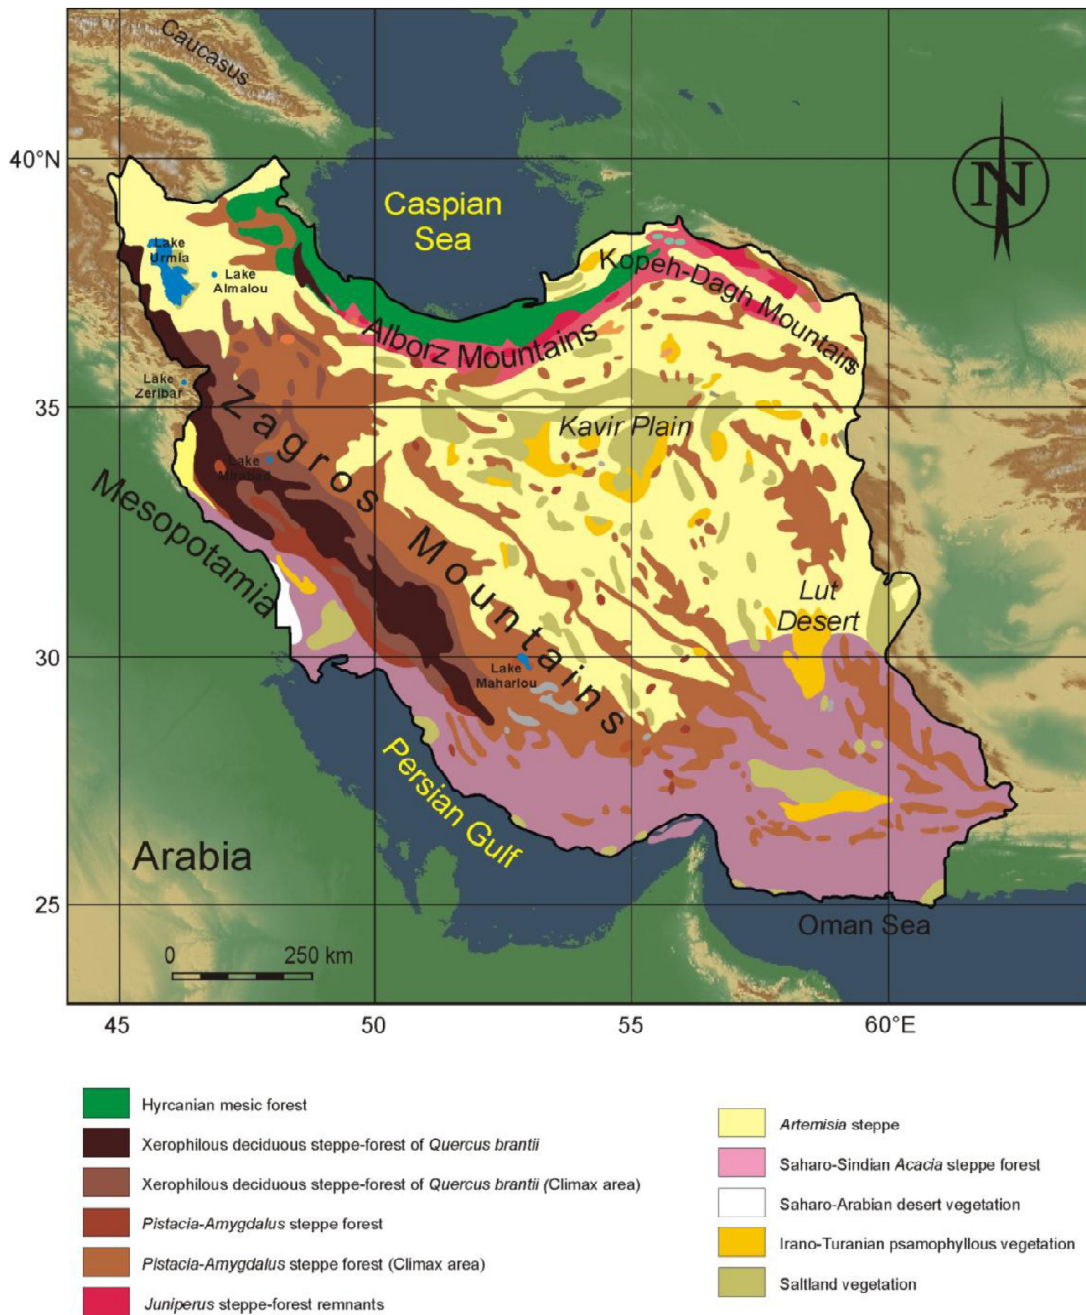 Caucasus
N
40°N
Caspian
Sea
Lake
Urmia
Lake
Almalou
Kopeh-Dagh Mountains
Alborz Mountains
Lake
Zeribar
35
Zagros Mountains
Kavir Plain
Lake
Mirabad
Mesopotamia
Lut
Desert
30
Lake
Maharlou
Persian Gulf
Arabia
25
Oman Sea
0 250 km
45 50 55 60°E
Hyrcanian mesic forest
Xerophilous deciduous steppe-forest of Quercus brantii
Xerophilous deciduous steppe-forest of Quercus brantii (Climax area)
Pistacia-Amygdalus steppe forest
Pistacia-Amygdalus steppe forest (Climax area)
Juniperus steppe-forest remnants
Artemisia steppe
Saharo-Sindian Acacia steppe forest
Saharo-Arabian desert vegetation
Irano-Turanian psamophyllous vegetation
Saltland vegetation